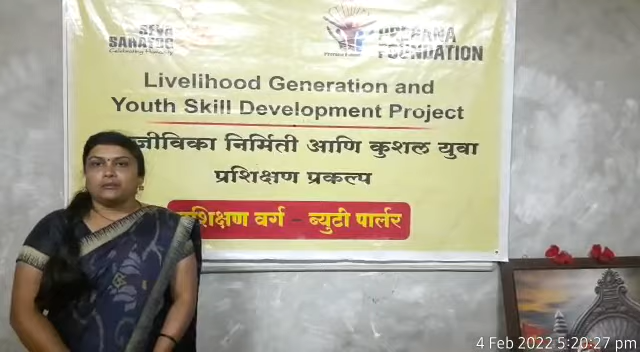 SEVA
SAHAYOG
PRERANA
FOUNDATION
Livelihood Generation and
Youth Skill Development Project
जीविका निर्मिती आणि कुशल युवा
प्रशिक्षण प्रकल्प
प्रशिक्षण वर्ग - ब्युटी पार्लर
4 Feb 2022 5:20:27 pm